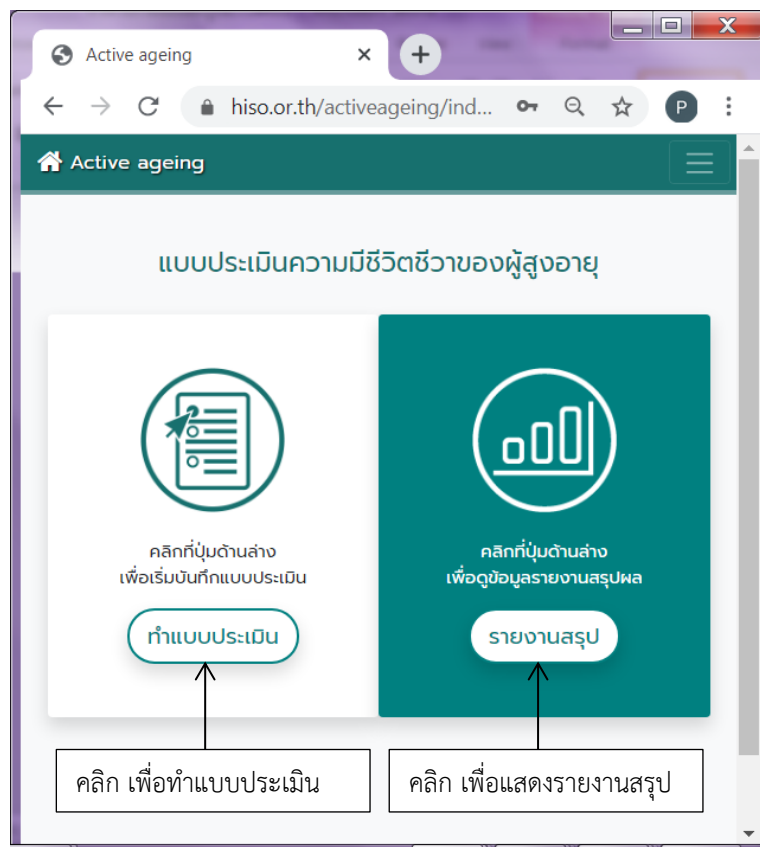 Active ageing
hiso.or.th/activeageing/ind...
P
Active ageing
แบบประเมินความมีชีวิตชีวาของผู้สูงอายุ
คลิกที่ปุ่มด้านล่าง
เพื่อเริ่มบันทึกแบบประเมิน
ทำแบบประเมิน
คลิกที่ปุ่มด้านล่าง
เพื่อดูข้อมูลรายงานสรุปผล
รายงานสรุป
คลิก เพื่อทำแบบประเมิน
คลิก เพื่อแสดงรายงานสรุป